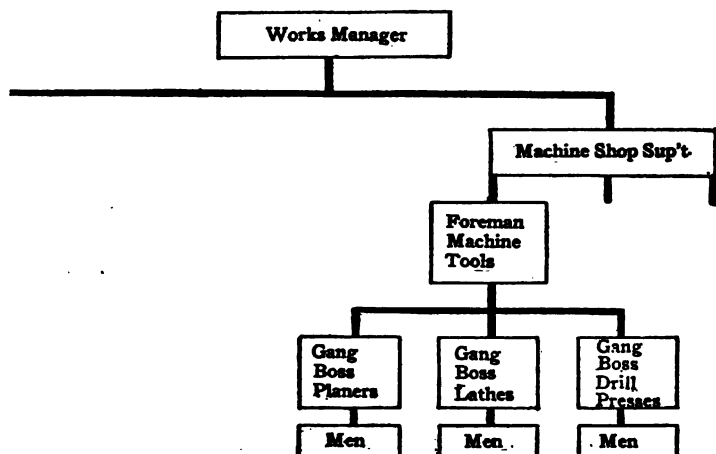 Works Manager
Machine Shop Sup't.
Foreman
Machine
Tools
Gang
Boss
Planers
Gang
Boss
Lathes
Gang
Boss
Drill
Presses
Men
Men
Men